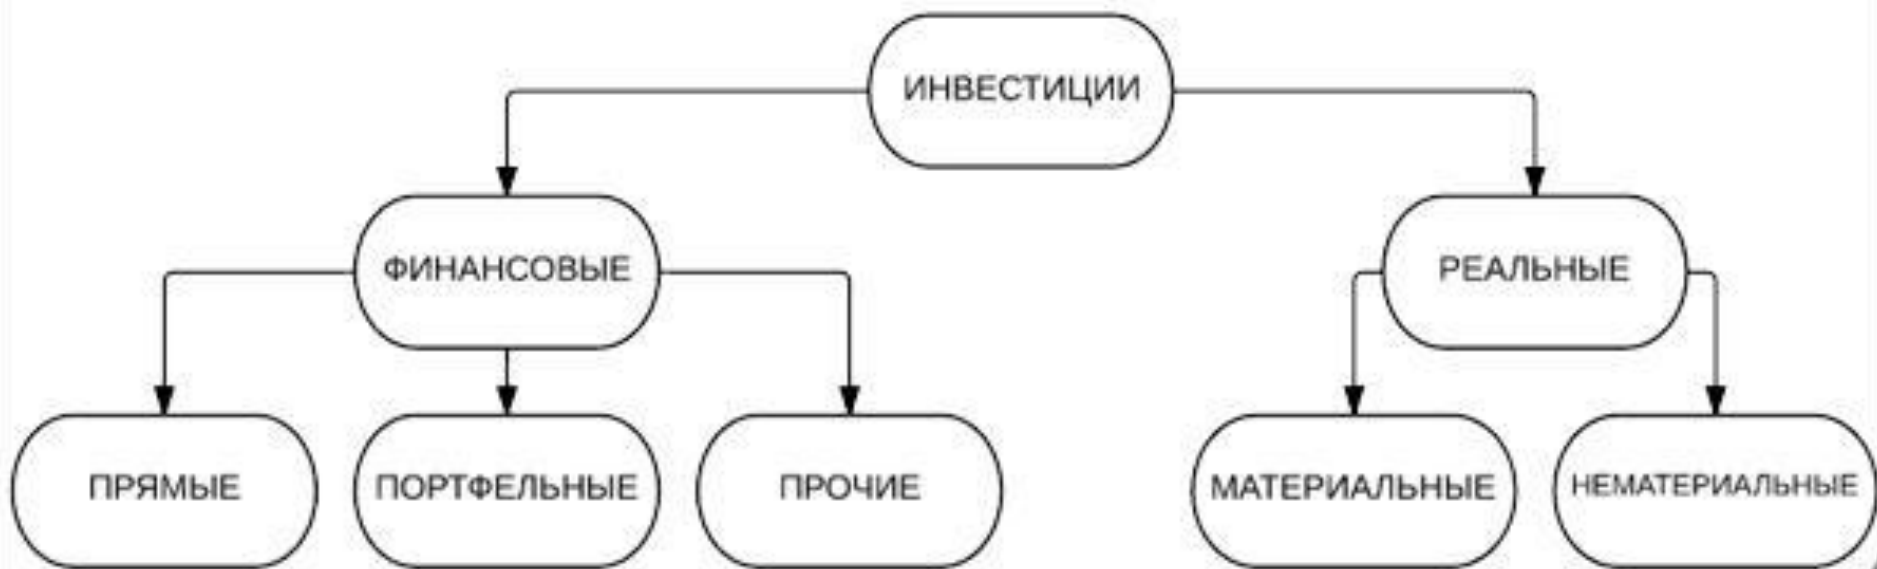 ИНВЕСТИЦИИ
ФИНАНСОВЫЕ
РЕАЛЬНЫЕ
ПРЯМЫЕ
ПОРТФЕЛЬНЫЕ
ПРОЧИЕ
МАТЕРИАЛЬНЫЕ
НЕМАТЕРИАЛЬНЫЕ